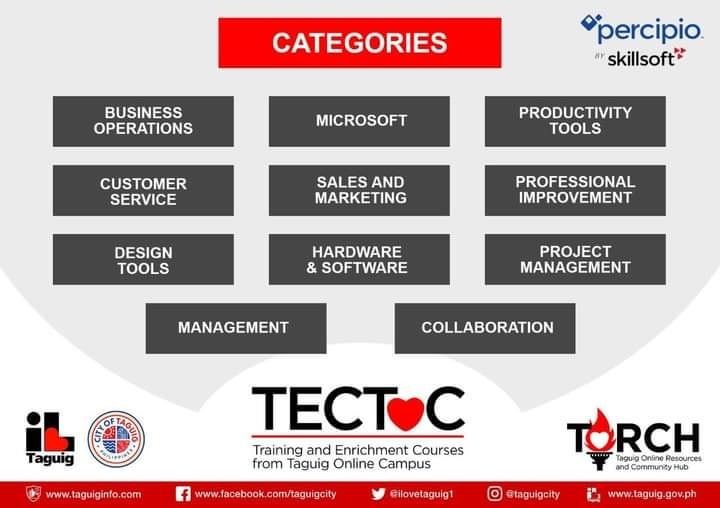 CATEGORIES
percipio.
BY skillsoft
BUSINESS
OPERATIONS
MICROSOFT
PRODUCTIVITY
TOOLS
CUSTOMER
SERVICE
SALES AND
MARKETING
PROFESSIONAL
IMPROVEMENT
DESIGN
TOOLS
HARDWARE
& SOFTWARE
PROJECT
MANAGEMENT
MANAGEMENT
COLLABORATION
iL
Taguig
CITY OF TAGUIG
PHILIPPINES
TECTOC
Training and Enrichment Courses
from Taguig Online Campus
TORCH
Taguig Online Resources
and Community Hub
www.taguiginfo.com
www.facebook.com/taguigcity
@ilovetaguig1
@taguigcity
www.taguig.gov.ph